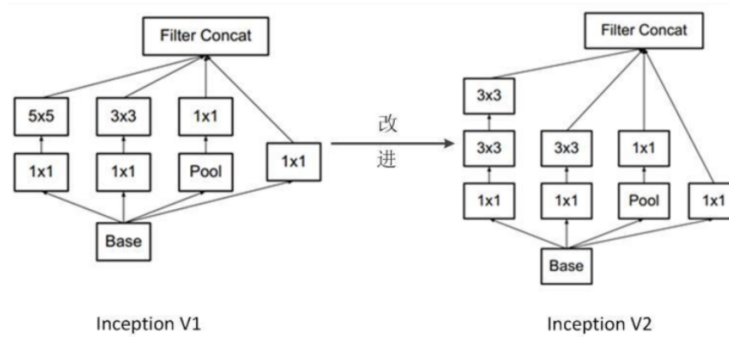 Filter Concat
5x5
3x3
1x1
1x1
1x1
Pool
1x1
Base
Inception V1
改
进
Filter Concat
3x3
3x3
3x3
1x1
1x1
1x1
Pool
1x1
Base
Inception V2